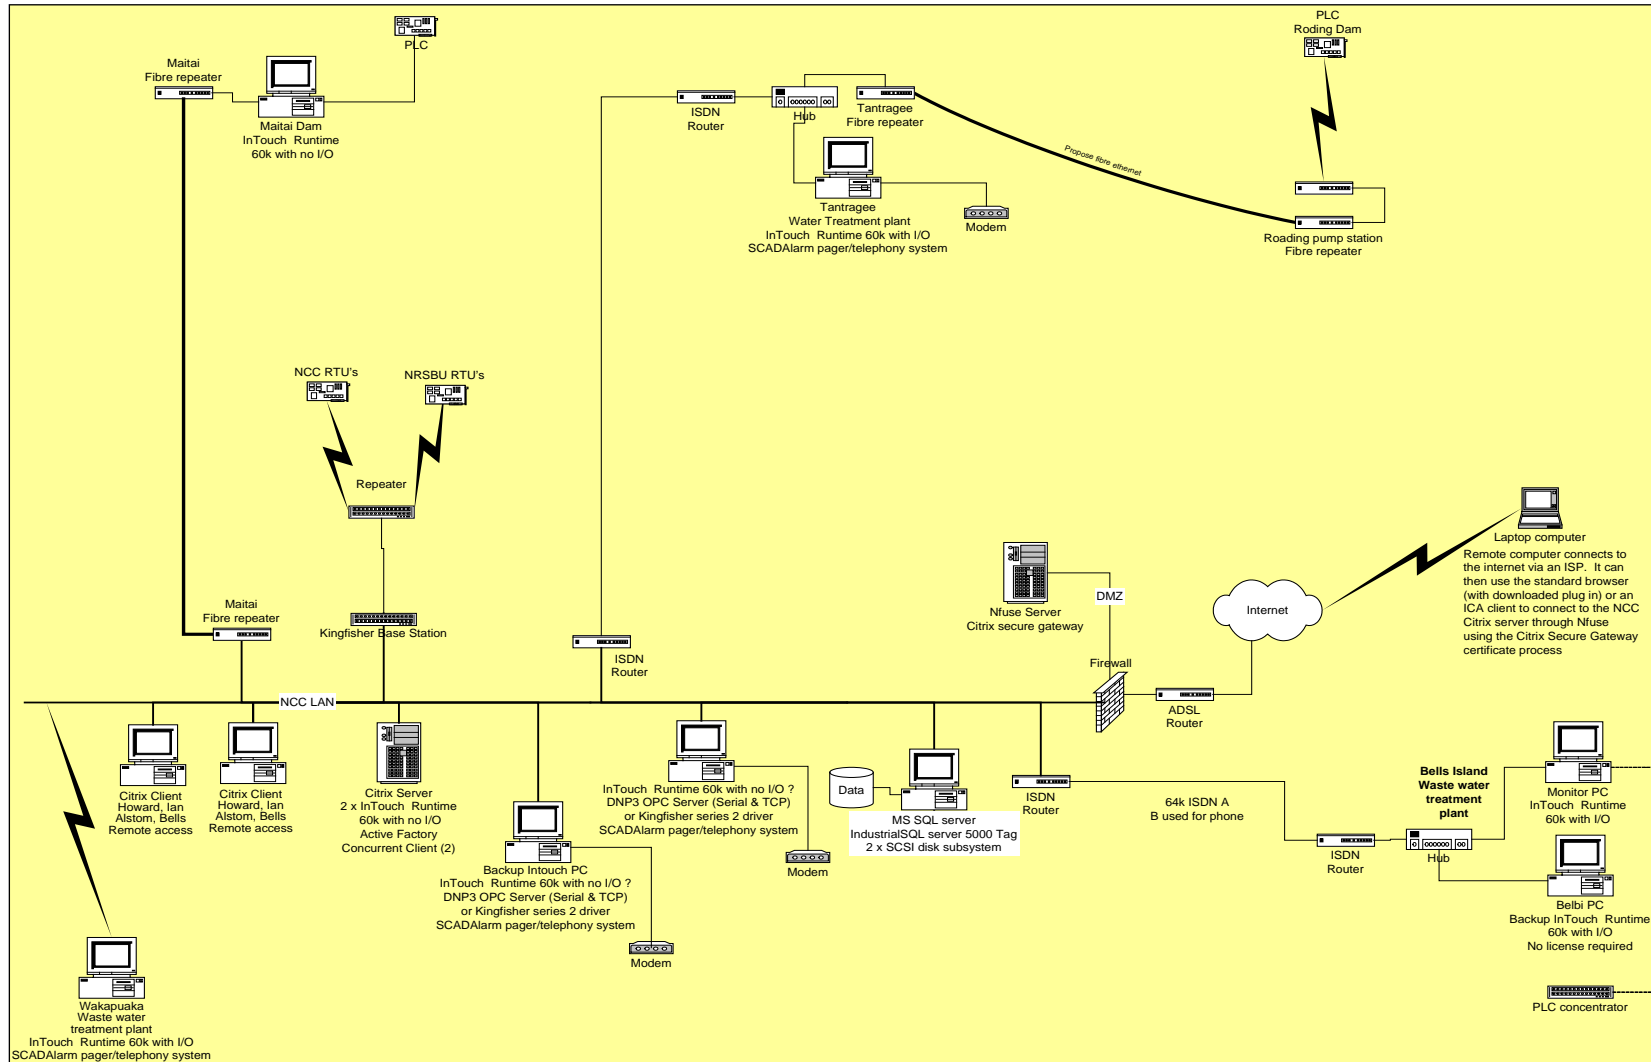 PLC
Maitai
Fibre repeater
Maitai Dam
InTouch Runtime
60k with no I/O
ISDN
Router
Hub
Tantragee
Fibre repeater
Propose fibre ethernet
Tantragee
Water Treatment plant
InTouch Runtime 60k with I/O
SCADAlarm pager/telephony system
Modem
PLC
Roding Dam
Roading pump station
Fibre repeater
NCC RTU's
NRSBU RTU's
Repeater
Maitai
Fibre repeater
Kingfisher Base Station
ISDN
Router
Nfuse Server
Citrix secure gateway
DMZ
Firewall
Internet
ADSL
Router
Laptop computer
Remote computer connects to
the internet via an ISP. It can
then use the standard browser
(with downloaded plug in) or an
ICA client to connect to the NCC
Citrix server through Nfuse
using the Citrix Secure Gateway
certificate process
NCC LAN
Citrix Client
Howard, Ian
Alstom, Bells
Remote access
Citrix Client
Howard, Ian
Alstom, Bells
Remote access
Citrix Server
2 x InTouch Runtime
60k with no I/O
Active Factory
Concurrent Client (2)
Backup Intouch PC
InTouch Runtime 60k with no I/O ?
DNP3 OPC Server (Serial & TCP)
or Kingfisher series 2 driver
SCADAlarm pager/telephony system
Modem
InTouch Runtime 60k with no I/O ?
DNP3 OPC Server (Serial & TCP)
or Kingfisher series 2 driver
SCADAlarm pager/telephony system
Modem
Data
MS SQL server
IndustrialSQL server 5000 Tag
2 x SCSI disk subsystem
ISDN
Router
64k ISDN A
B used for phone
ISDN
Router
Bells Island
Waste water
treatment
plant
Hub
Monitor PC
InTouch Runtime
60k with I/O
Belbi PC
Backup InTouch Runtime
60k with I/O
No license required
PLC concentrator
Wakapuaka
Waste water
treatment plant
InTouch Runtime 60k with I/O
SCADAlarm pager/telephony system